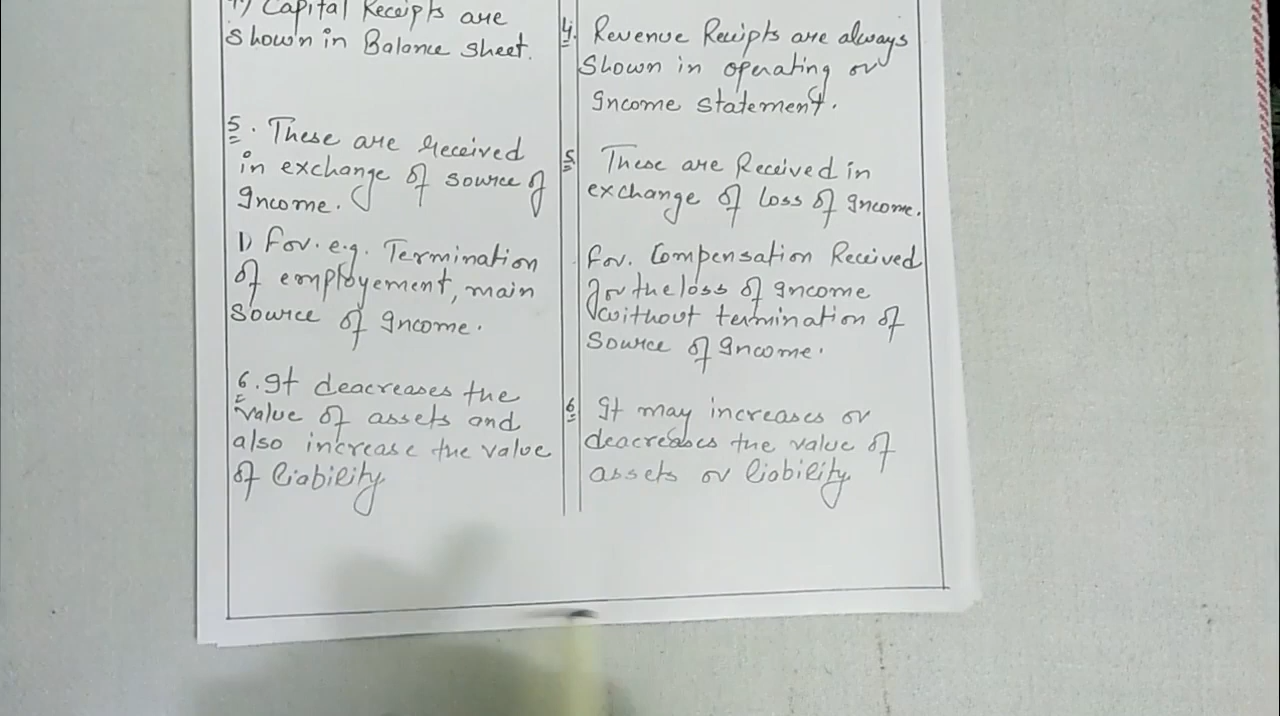 4) Capital Receipts are
shown in Balance sheet.
5. These are received
in exchange of source of
Income.
1) For. e.g. Termination
of employement, main
Source of Income.
6. It deacreases the
value of assets and
also increase the value
of liability
4. Revenue Recipts are always
Shown in operating or
Income statement.
5 These are Received in
exchange of loss of Income.
For. Compensation Received
for the loss of Income
without termination of
Source of Income.
6 It may increases or
deacreases the value of
assets or liability